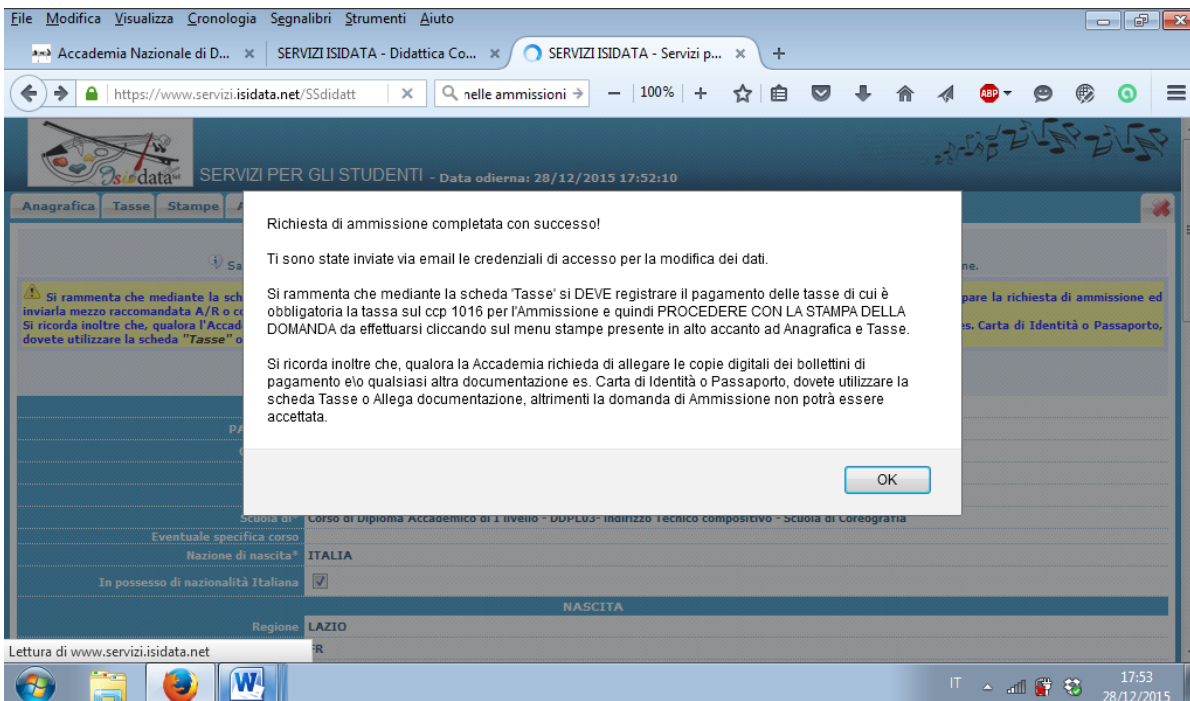 File Modifica Visualizza Cronologia Segnalibri Strumenti Aiuto
Accademia Nazionale di D... × SERVIZI ISIDATA - Didattica Co... × SERVIZI ISIDATA - Servizi p... × +
https://www.servizi.isidata.net/SSdidatt × nelle ammissioni 100% ABP
Isidata SERVIZI PER GLI STUDENTI - Data odierna: 28/12/2015 17:52:10
Anagrafica Tasse Stampe
Richiesta di ammissione completata con successo!
Ti sono state inviate via email le credenziali di accesso per la modifica dei dati.
Si rammenta che mediante la scheda 'Tasse' si DEVE registrare il pagamento delle tasse di cui è
obbligatoria la tassa sul ccp 1016 per l'Ammissione e quindi PROCEDERE CON LA STAMPA DELLA
DOMANDA da effettuarsi cliccando sul menu stampe presente in alto accanto ad Anagrafica e Tasse.
Si ricorda inoltre che, qualora la Accademia richieda di allegare le copie digitali dei bollettini di
pagamento e\o qualsiasi altra documentazione es. Carta di Identità o Passaporto, dovete utilizzare la
scheda Tasse o Allega documentazione, altrimenti la domanda di Ammissione non potrà essere
accettata.
OK
Sa ne.
Si rammenta che mediante la sch pare la richiesta di ammissione ed
inviarla mezzo raccomandata A/R o co
Si ricorda inoltre che, qualora l'Accad es. Carta di Identità o Passaporto,
dovete utilizzare la scheda "Tasse" o
PA
Scuola di* Corso di Diploma Accademico di I livello - DDPL03- Indirizzo Tecnico compositivo - Scuola di Coreografia
Eventuale specifica corso
Nazione di nascita* ITALIA
In possesso di nazionalità Italiana
NASCITA
Regione LAZIO
Lettura di www.servizi.isidata.net FR
IT 17:53
28/12/2015